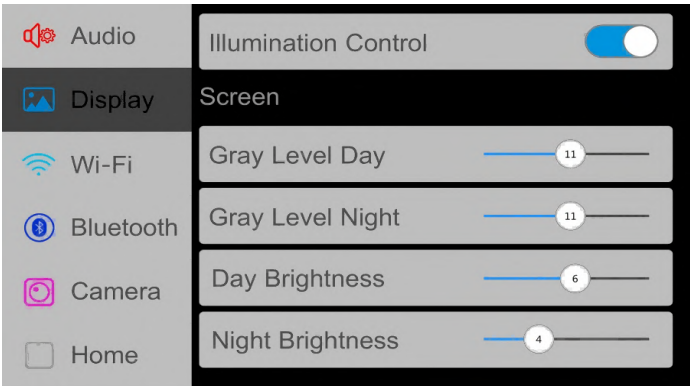 Audio
Display
Wi-Fi
Bluetooth
Camera
Home
Illumination Control
Screen
Gray Level Day
11
Gray Level Night
11
Day Brightness
6
Night Brightness
4